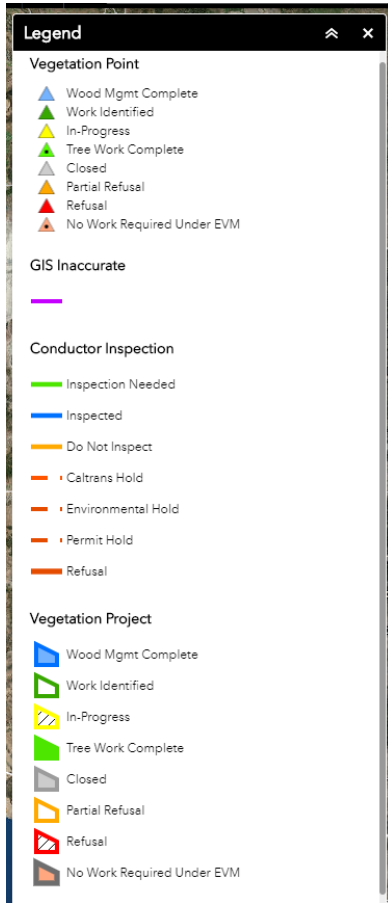 Legend
Vegetation Point
Wood Mgmt Complete
Work Identified
In-Progress
Tree Work Complete
Closed
Partial Refusal
Refusal
No Work Required Under EVM
GIS Inaccurate
Conductor Inspection
Inspection Needed
Inspected
Do Not Inspect
Caltrans Hold
Environmental Hold
Permit Hold
Refusal
Vegetation Project
Wood Mgmt Complete
Work Identified
In-Progress
Tree Work Complete
Closed
Partial Refusal
Refusal
No Work Required Under EVM